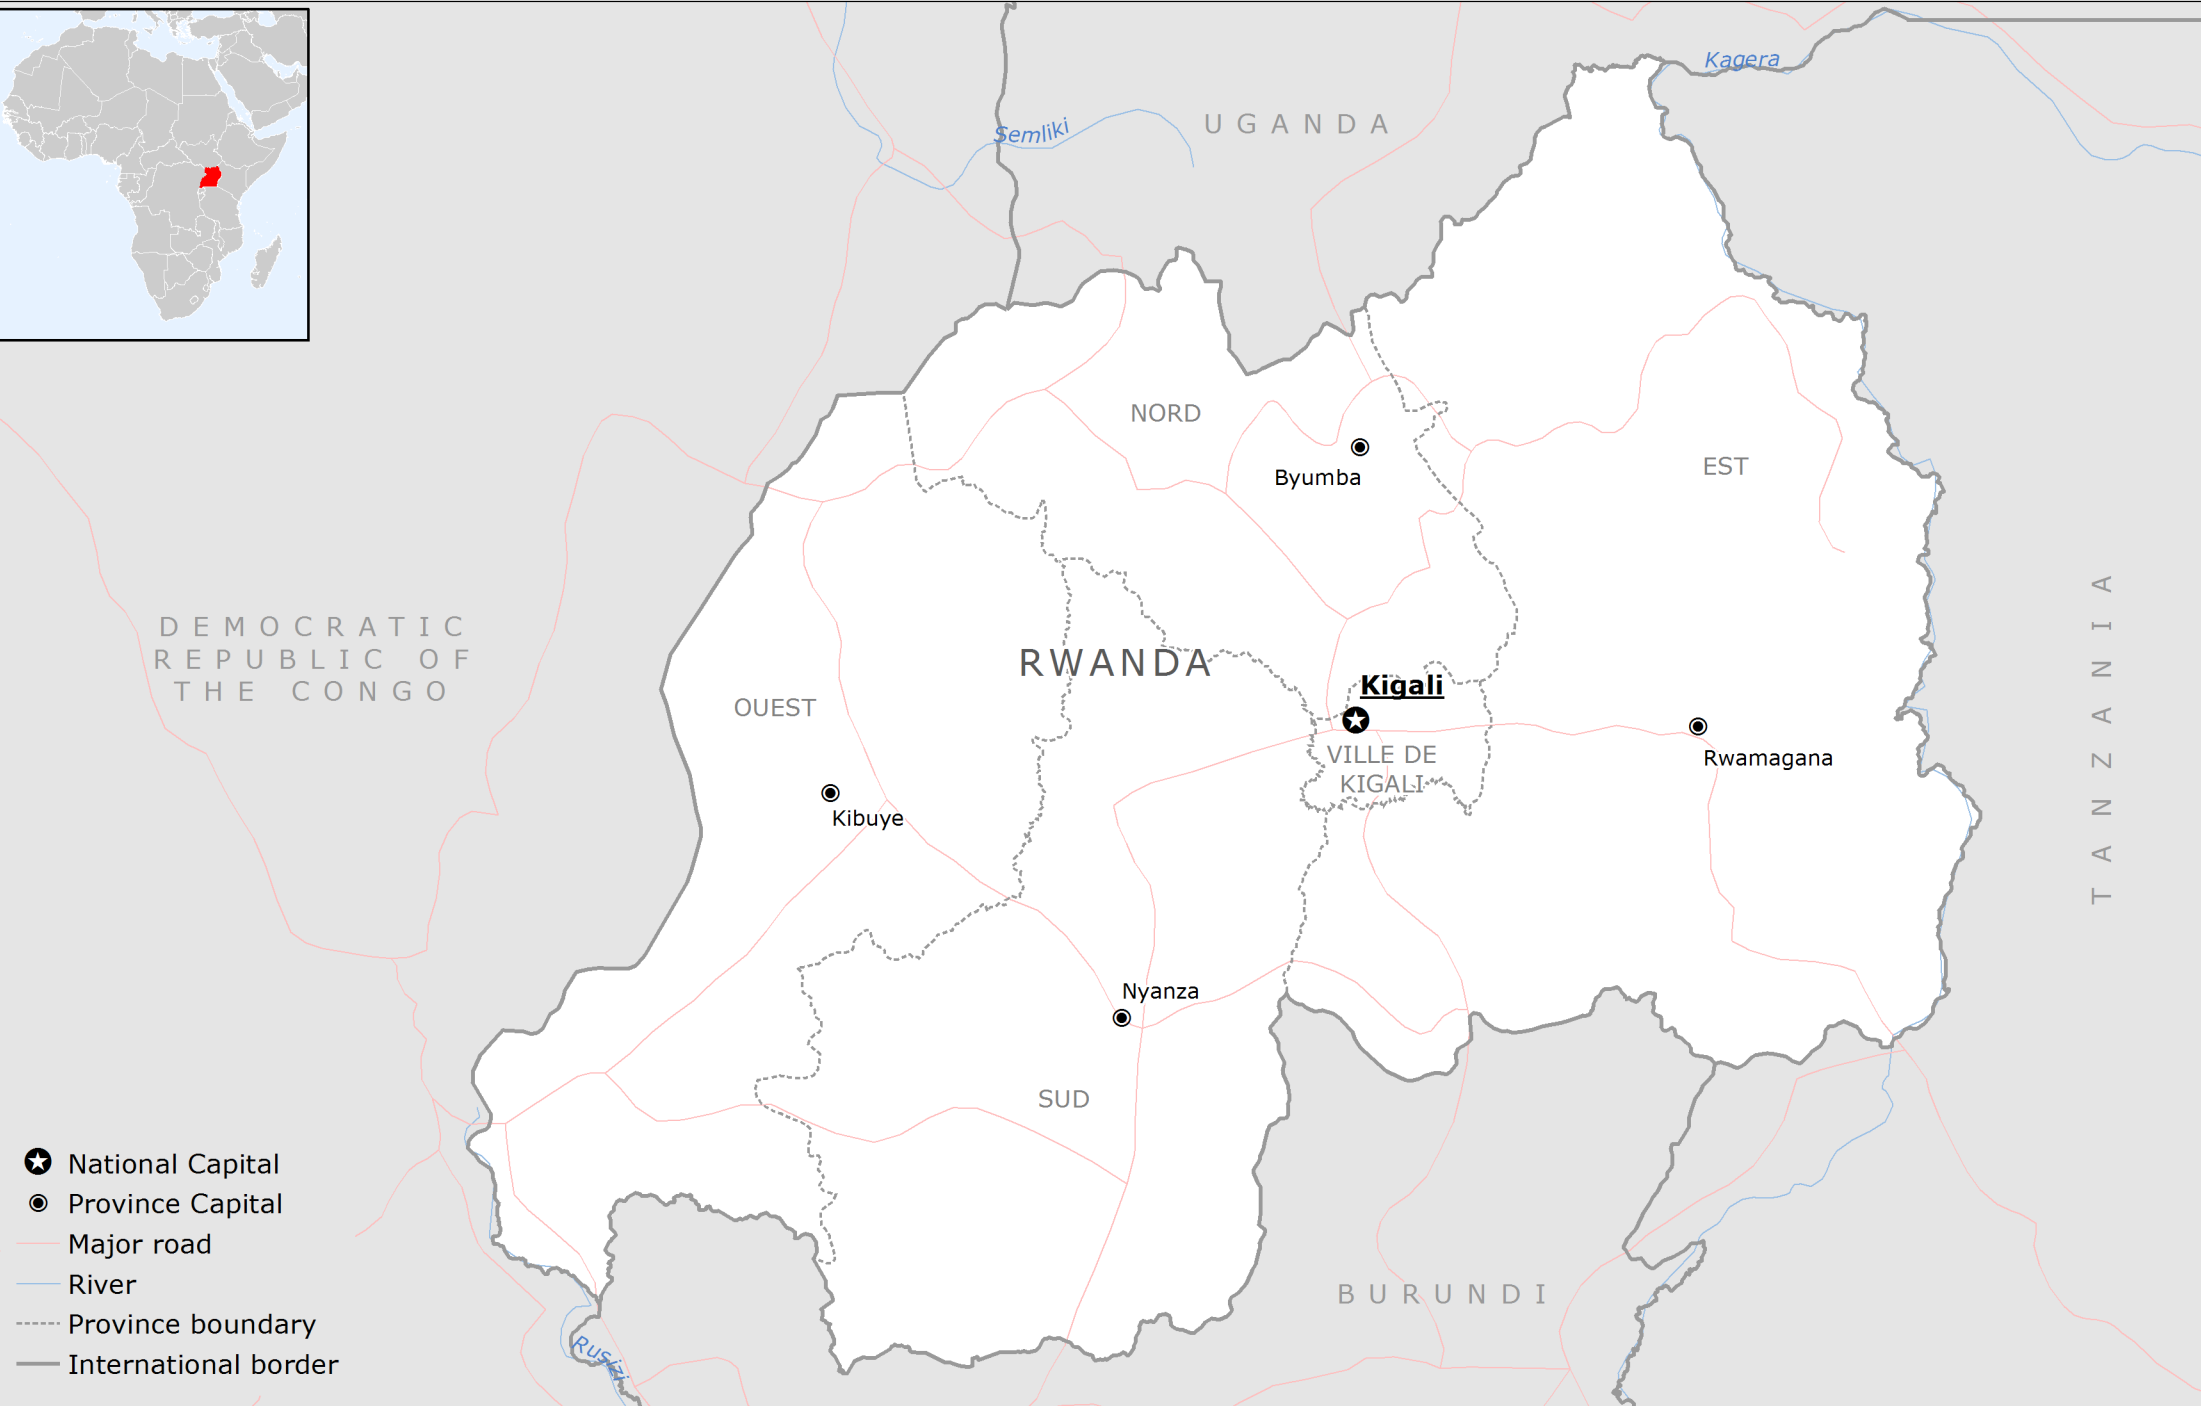 Kagera
UGANDA
Semliki
NORD
Byumba
EST
DEMOCRATIC
REPUBLIC OF
THE CONGO
RWANDA
TANZANIA
Kigali
OUEST
VILLE DE
KIGALI
Rwamagana
Kibuye
Nyanza
SUD
National Capital
Province Capital
Major road
River
Province boundary
International border
BURUNDI
Rusizi